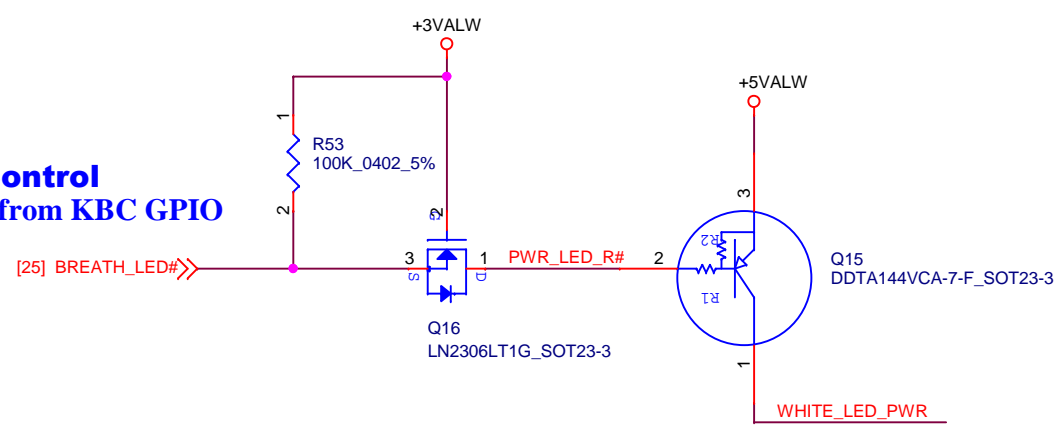 +3VALW
+5VALW
1
R53
100K_0402_5%
ontrol
from KBC GPIO
2
2
G
3
[25] BREATH_LED#
3
S
1
D
PWR_LED_R#
2
R2
R1
Q15
DDTA144VCA-7-F_SOT23-3
Q16
LN2306LT1G_SOT23-3
1
WHITE_LED_PWR